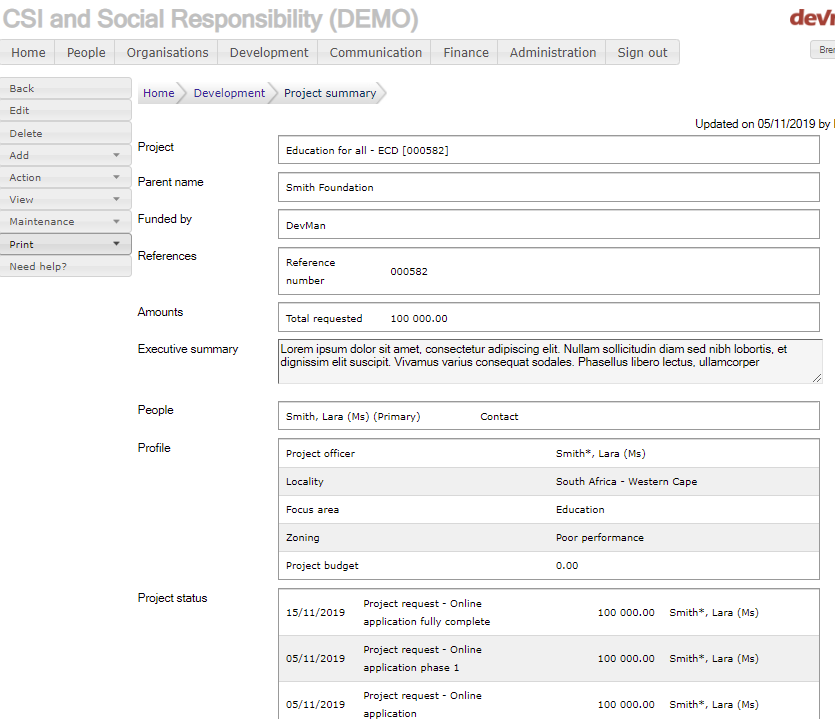 CSI and Social Responsibility (DEMO)
Home People Organisations Development Communication Finance Administration Sign out
Back
Edit
Delete
Add
Action
View
Maintenance
Print
Need help?
Home Development Project summary
Updated on 05/11/2019 by
Project Education for all - ECD [000582]
Parent name Smith Foundation
Funded by DevMan
References Reference number 000582
Amounts Total requested 100 000.00
Executive summary Lorem ipsum dolor sit amet, consectetur adipiscing elit. Nullam sollicitudin diam sed nibh lobortis, et
dignissim elit suscipit. Vivamus varius consequat sodales. Phasellus libero lectus, ullamcorper
People Smith, Lara (Ms) (Primary) Contact
Profile Project officer Smith*, Lara (Ms)
Locality South Africa - Western Cape
Focus area Education
Zoning Poor performance
Project budget 0.00
Project status 15/11/2019 Project request - Online application fully complete 100 000.00 Smith*, Lara (Ms)
05/11/2019 Project request - Online application phase 1 100 000.00 Smith*, Lara (Ms)
05/11/2019 Project request - Online application 100 000.00 Smith*, Lara (Ms)